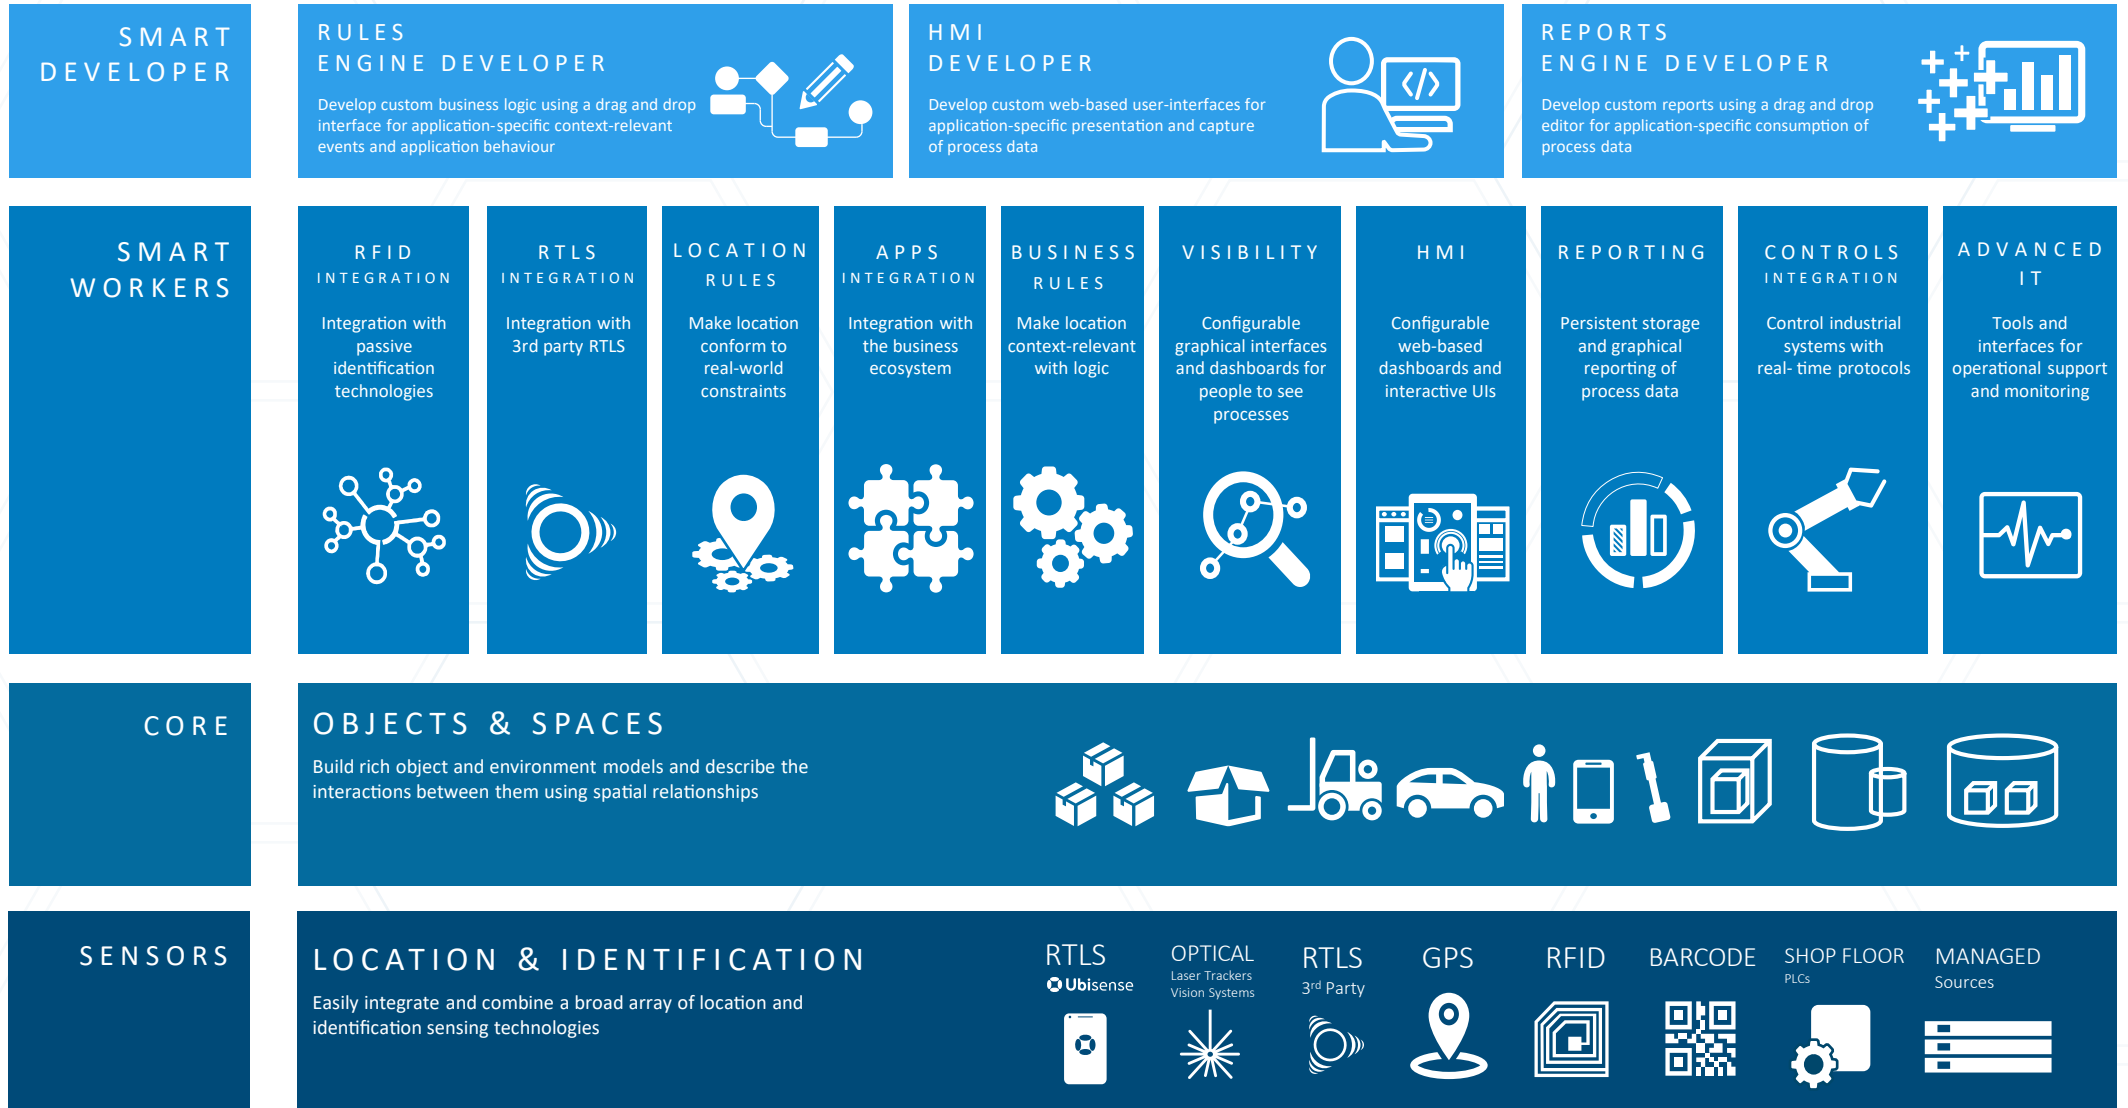 SMART
DEVELOPER
RULES
ENGINE DEVELOPER
Develop custom business logic using a drag and drop
interface for application-specific context-relevant
events and application behaviour
HMI
DEVELOPER
Develop custom web-based user-interfaces for
application-specific presentation and capture
of process data
REPORTS
ENGINE DEVELOPER
Develop custom reports using a drag and drop
editor for application-specific consumption of
process data
SMART
WORKERS
RFID
INTEGRATION
Integration with
passive
identification
technologies
RTLS
INTEGRATION
Integration with
3rd party RTLS
LOCATION
RULES
Make location
conform to
real-world
constraints
APPS
INTEGRATION
Integration with
the business
ecosystem
BUSINESS
RULES
Make location
context-relevant
with logic
VISIBILITY
Configurable
graphical interfaces
and dashboards for
people to see
processes
HMI
Configurable
web-based
dashboards and
interactive UIs
REPORTING
Persistent storage
and graphical
reporting of
process data
CONTROLS
INTEGRATION
Control industrial
systems with
real- time protocols
ADVANCED
IT
Tools and
interfaces for
operational support
and monitoring
CORE
OBJECTS & SPACES
Build rich object and environment models and describe the
interactions between them using spatial relationships
SENSORS
LOCATION & IDENTIFICATION
Easily integrate and combine a broad array of location and
identification sensing technologies
RTLS
Ubisense
OPTICAL
Laser Trackers
Vision Systems
RTLS
3rd Party
GPS
RFID
BARCODE
SHOP FLOOR
PLCs
MANAGED
Sources